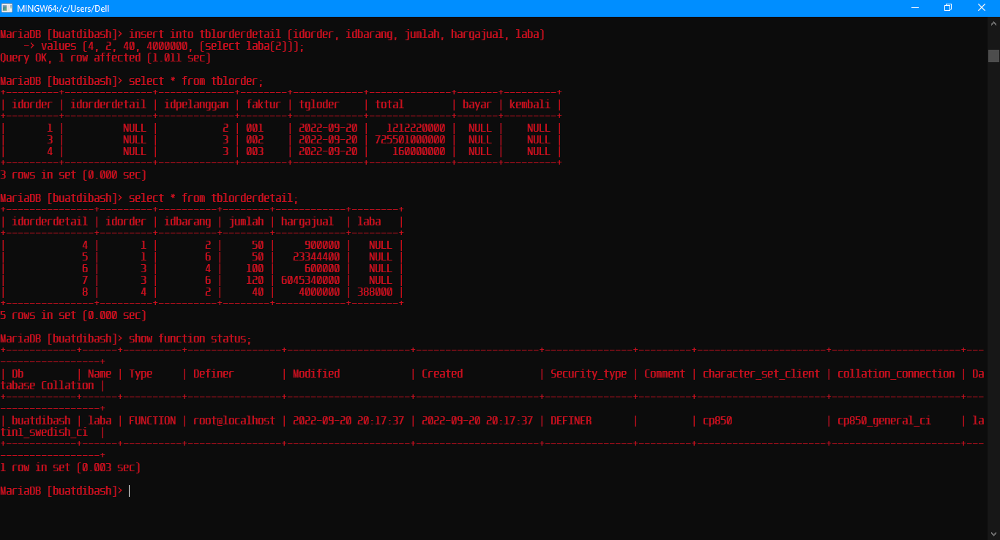 MINGW64:/c/Users/Dell
MariaDB [buatdibash]> insert into tblorderdetail (idorder, idbarang, jumlah, hargajual, laba)
    -> values (4, 2, 40, 4000000, (select laba(2)));
Query OK, 1 row affected (1.011 sec)
MariaDB [buatdibash]> select * from tblorder;
+---------+---------------+-------------+--------+------------+--------------+-------+---------+
| idorder | idorderdetail | idpelanggan | faktur | tgloder    | total        | bayar | kembali |
+---------+---------------+-------------+--------+------------+--------------+-------+---------+
|       1 |          NULL |           2 | 001    | 2022-09-20 |   1212220000 |  NULL |    NULL |
|       3 |          NULL |           3 | 002    | 2022-09-20 | 725501000000 |  NULL |    NULL |
|       4 |          NULL |           3 | 003    | 2022-09-20 |    160000000 |  NULL |    NULL |
+---------+---------------+-------------+--------+------------+--------------+-------+---------+
3 rows in set (0.000 sec)
MariaDB [buatdibash]> select * from tblorderdetail;
+---------------+---------+----------+--------+------------+--------+
| idorderdetail | idorder | idbarang | jumlah | hargajual  | laba   |
+---------------+---------+----------+--------+------------+--------+
|             4 |       1 |        2 |     50 |     900000 |   NULL |
|             5 |       1 |        6 |     50 |   23344400 |   NULL |
|             6 |       3 |        4 |    100 |     600000 |   NULL |
|             7 |       3 |        6 |    120 | 6045340000 |   NULL |
|             8 |       4 |        2 |     40 |    4000000 | 388000 |
+---------------+---------+----------+--------+------------+--------+
5 rows in set (0.000 sec)
MariaDB [buatdibash]> show function status;
+------------+------+----------+----------------+---------------------+---------------------+---------------+---------+----------------------+----------------------+---
-----------------+
| Db         | Name | Type     | Definer        | Modified            | Created             | Security_type | Comment | character_set_client | collation_connection | Da
tabase Collation |
+------------+------+----------+----------------+---------------------+---------------------+---------------+---------+----------------------+----------------------+---
-----------------+
| buatdibash | laba | FUNCTION | root@localhost | 2022-09-20 20:17:37 | 2022-09-20 20:17:37 | DEFINER       |         | cp850                | cp850_general_ci     | la
tin1_swedish_ci  |
+------------+------+----------+----------------+---------------------+---------------------+---------------+---------+----------------------+----------------------+---
-----------------+
1 row in set (0.003 sec)
MariaDB [buatdibash]>